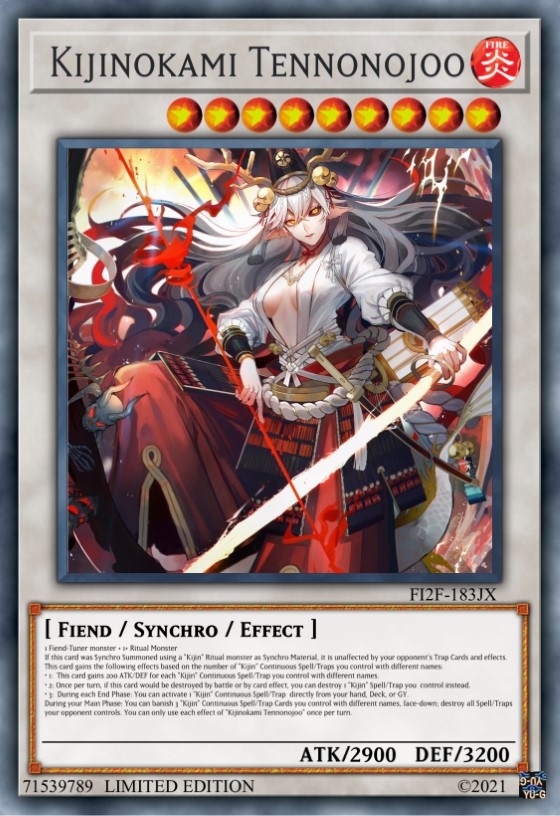 Kijinokami Tennonojoo
FIRE
炎
FI2F-183JX
[ Fiend / Synchro / Effect ]
1 Fiend-Tuner monster + 1+ Ritual Monster
If this card was Synchro Summoned using a "Kijin" Ritual monster as Synchro Material, it is unaffected by your opponent's Trap Cards and effects.
This card gains the following effects based on the number of "Kijin" Continuous Spell/Traps you control with different names:
• 1: This card gains 200 ATK/DEF for each "Kijin" Continuous Spell/Trap you control with different names.
• 2: Once per turn, if this card would be destroyed by battle or by card effect, you can destroy 1 "Kijin" Spell/Trap you control instead.
• 3: During each End Phase: You can activate 1 "Kijin" Continuous Spell/Trap directly from your hand, Deck, or GY.
During your Main Phase: You can banish 3 "Kijin" Continuous Spell/Trap Cards you control with different names, face-down; destroy all Spell/Traps
your opponent controls. You can only use each effect of "Kijinokami Tennonojoo" once per turn.
ATK/2900 DEF/3200
71539789 LIMITED EDITION ©2021